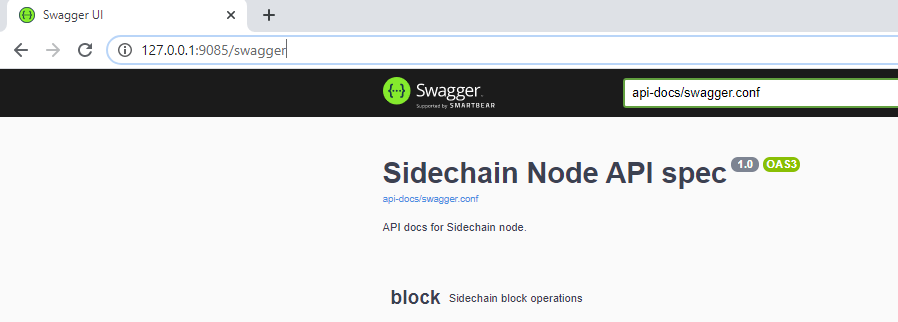 Swagger UI
127.0.0.1:9085/swagger
{···} Swagger.
Supported by SMARTBEAR
api-docs/swagger.conf
Sidechain Node API spec 1.0 OAS3
api-docs/swagger.conf
API docs for Sidechain node.
block Sidechain block operations